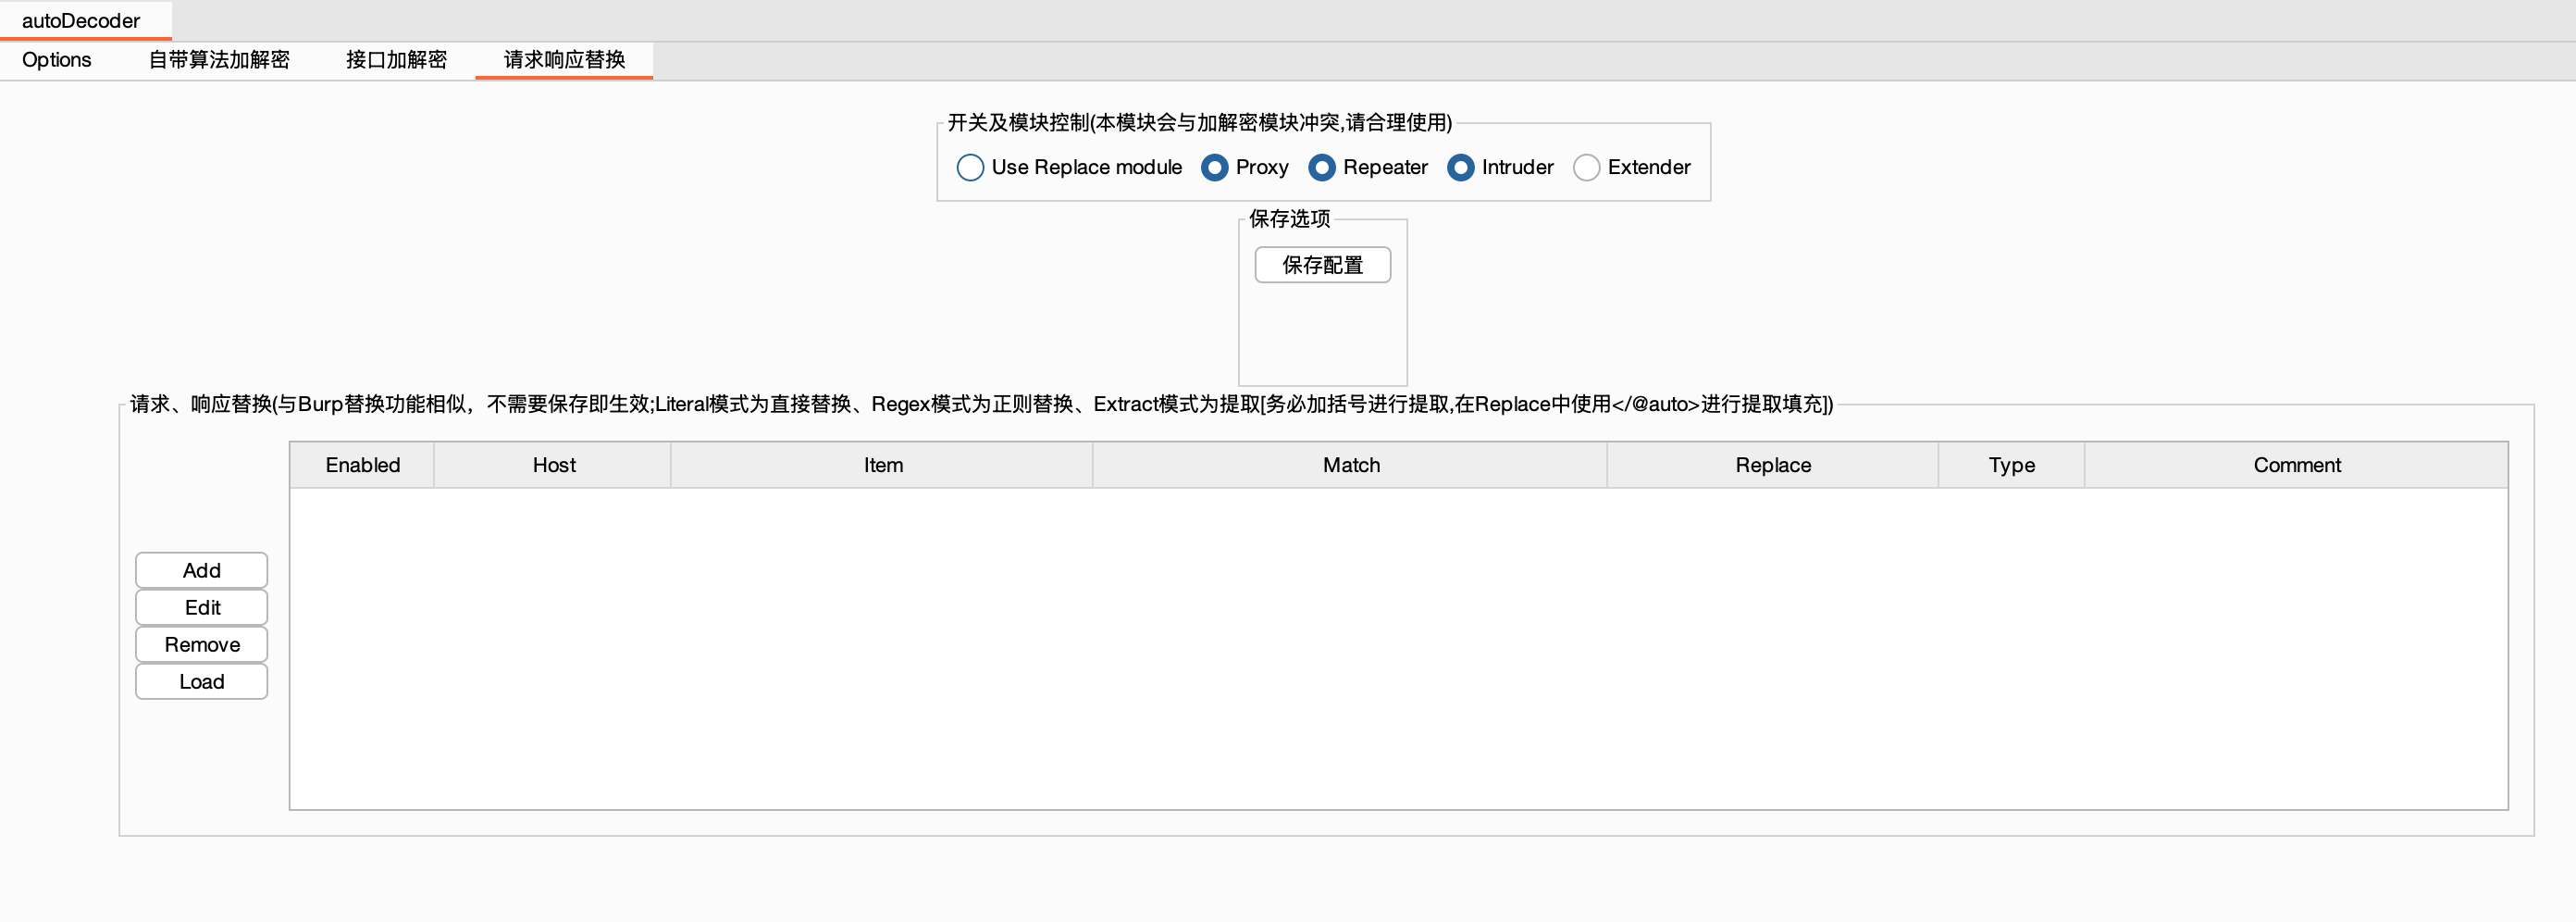 autoDecoder
Options 自带算法加解密 接口加解密 请求响应替换
开关及模块控制(本模块会与加解密模块冲突,请合理使用)
Use Replace module Proxy Repeater Intruder Extender
保存选项
保存配置
请求、响应替换(与Burp替换功能相似，不需要保存即生效;Literal模式为直接替换、Regex模式为正则替换、Extract模式为提取[务必加括号进行提取,在Replace中使用</@auto>进行提取填充])
Enabled Host Item Match Replace Type Comment
Add
Edit
Remove
Load